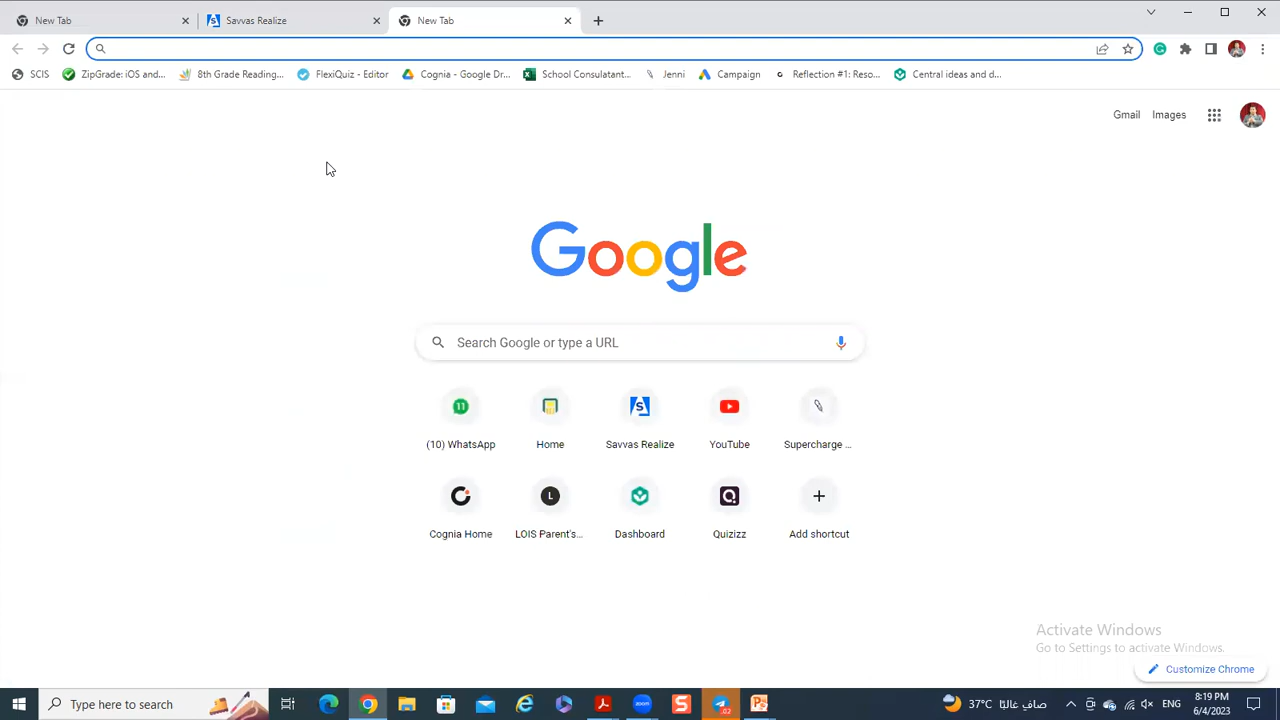 New Tab
Savvas Realize
New Tab
SCIS
ZipGrade: iOS and...
8th Grade Reading...
FlexiQuiz - Editor
Cognia - Google Dr...
School Consulatant...
Jenni
Campaign
Reflection #1: Reso...
Central ideas and d...
Gmail
Images
Google
Search Google or type a URL
(10) WhatsApp
Home
Savvas Realize
YouTube
Supercharge ...
Cognia Home
LOIS Parent's...
Dashboard
Quizizz
Add shortcut
Activate Windows
Go to Settings to activate Windows.
Customize Chrome
Type here to search
37°C صافٍ غالبًا
ENG
8:19 PM
6/4/2023